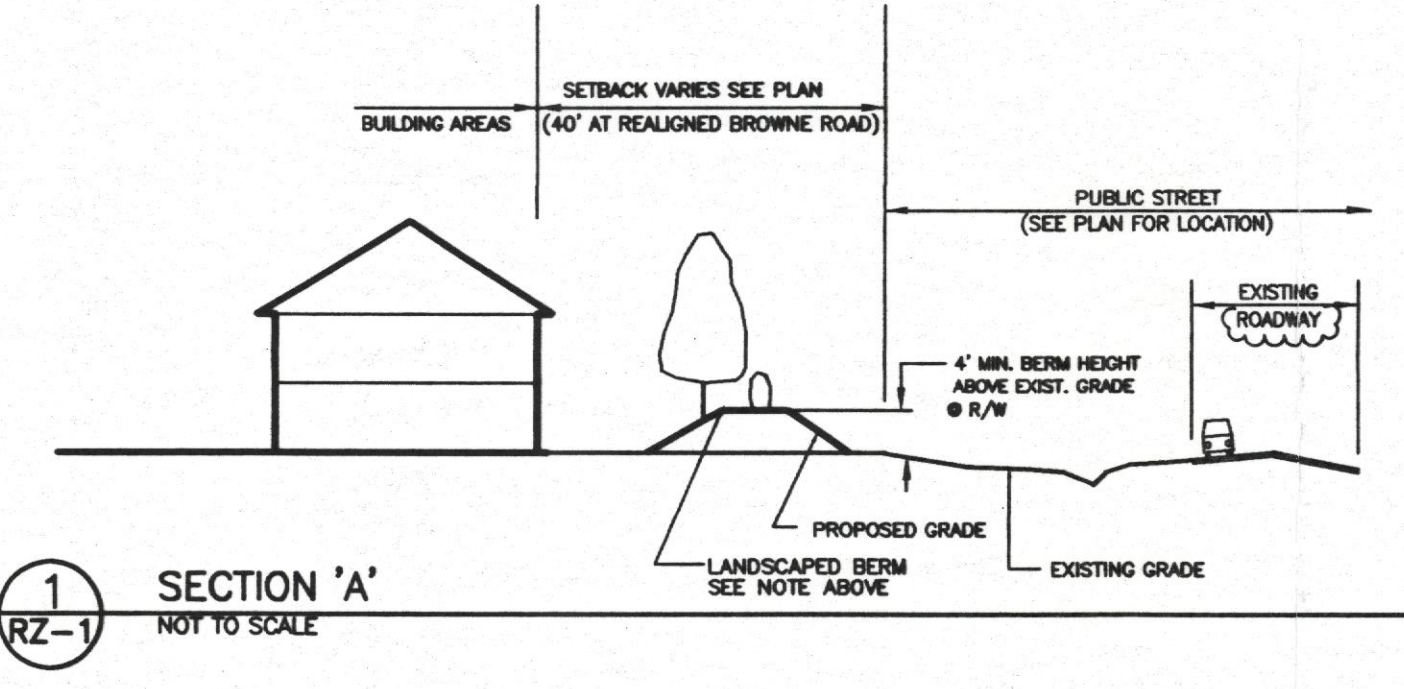 SETBACK VARIES SEE PLAN
BUILDING AREAS
(40' AT REALIGNED BROWNE ROAD)
PUBLIC STREET
(SEE PLAN FOR LOCATION)
EXISTING
ROADWAY
4' MIN. BERM HEIGHT
ABOVE EXIST. GRADE
@ R/W
PROPOSED GRADE
LANDSCAPED BERM
SEE NOTE ABOVE
EXISTING GRADE
1
RZ-1
SECTION 'A'
NOT TO SCALE